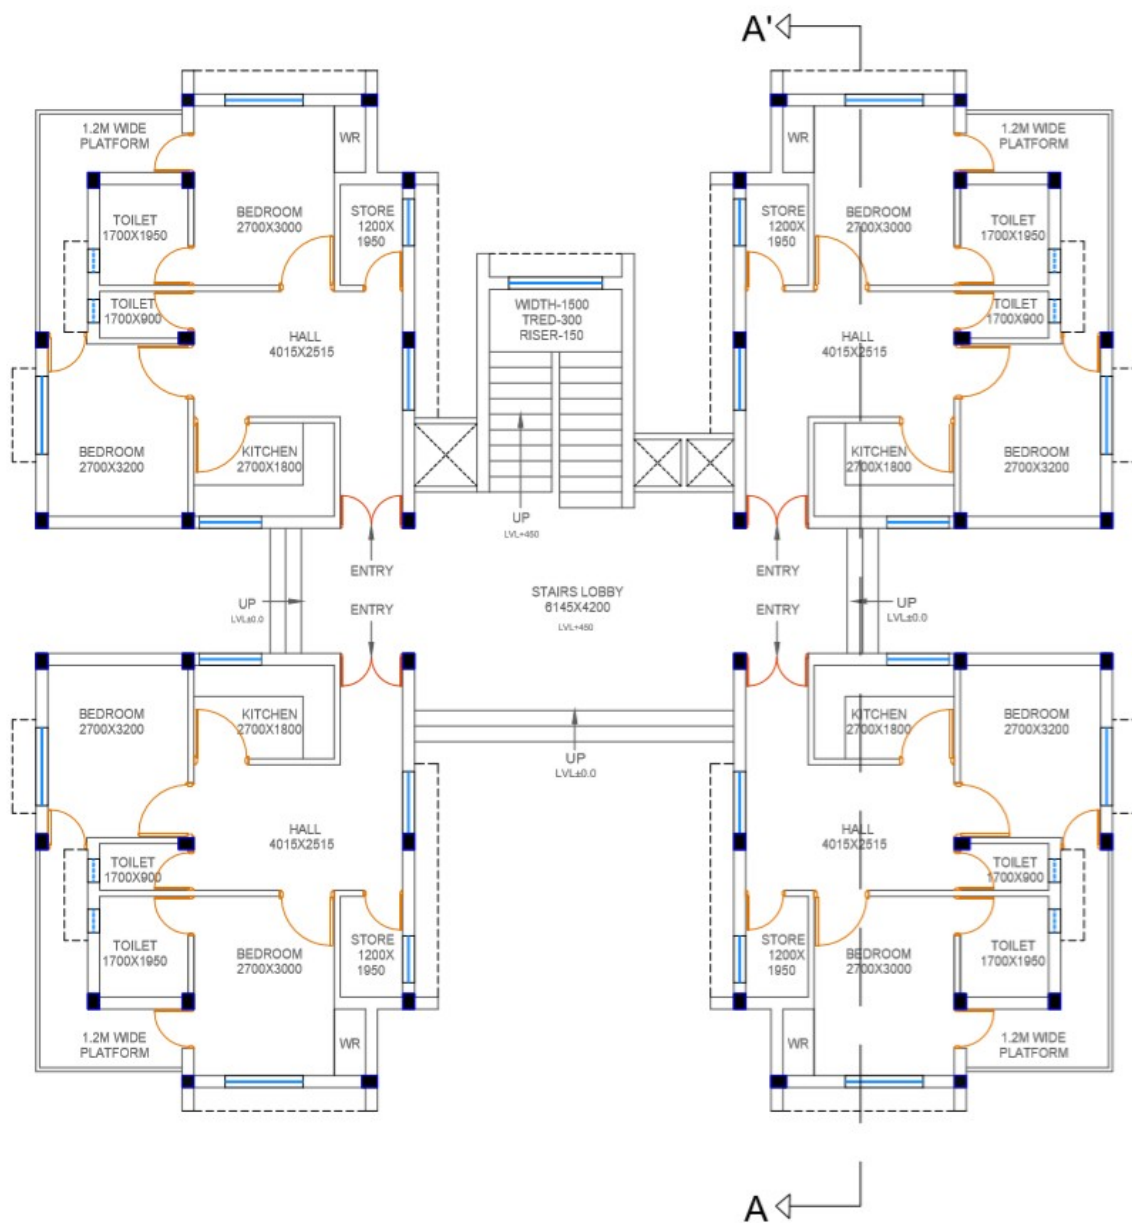 A'
1.2M WIDE
PLATFORM
WR
TOILET
1700X1950
BEDROOM
2700X3000
STORE
1200X
1950
TOILET
1700X900
HALL
4015X2515
BEDROOM
2700X3200
KITCHEN
2700X1800
WIDTH-1500
TRED-300
RISER-150
UP
LVL+450
1.2M WIDE
PLATFORM
WR
STORE
1200X
1950
BEDROOM
2700X3000
TOILET
1700X1950
TOILET
1700X900
HALL
4015X2515
KITCHEN
2700X1800
BEDROOM
2700X3200
ENTRY
ENTRY
UP
LVL±0.0
STAIRS LOBBY
6145X4200
LVL+450
ENTRY
ENTRY
UP
LVL±0.0
BEDROOM
2700X3200
KITCHEN
2700X1800
UP
LVL±0.0
KITCHEN
2700X1800
BEDROOM
2700X3200
HALL
4015X2515
TOILET
1700X900
TOILET
1700X1950
BEDROOM
2700X3000
STORE
1200X
1950
1.2M WIDE
PLATFORM
WR
HALL
4015X2515
TOILET
1700X900
STORE
1200X
1950
BEDROOM
2700X3000
TOILET
1700X1950
WR
1.2M WIDE
PLATFORM
A